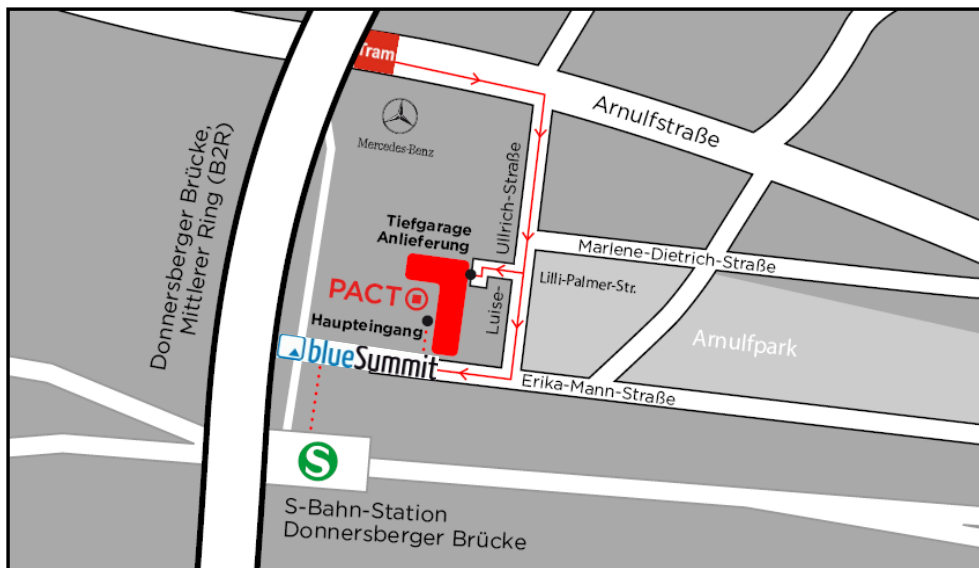 Tram
Arnulfstraße
Mercedes-Benz
Donnersberger Brücke,
Mittlerer Ring (B2R)
Luise-Ullrich-Straße
Tiefgarage
Anlieferung
Marlene-Dietrich-Straße
Lilli-Palmer-Str.
PACT
Haupteingang
Arnulfpark
blueSummit
Erika-Mann-Straße
S
S-Bahn-Station
Donnersberger Brücke